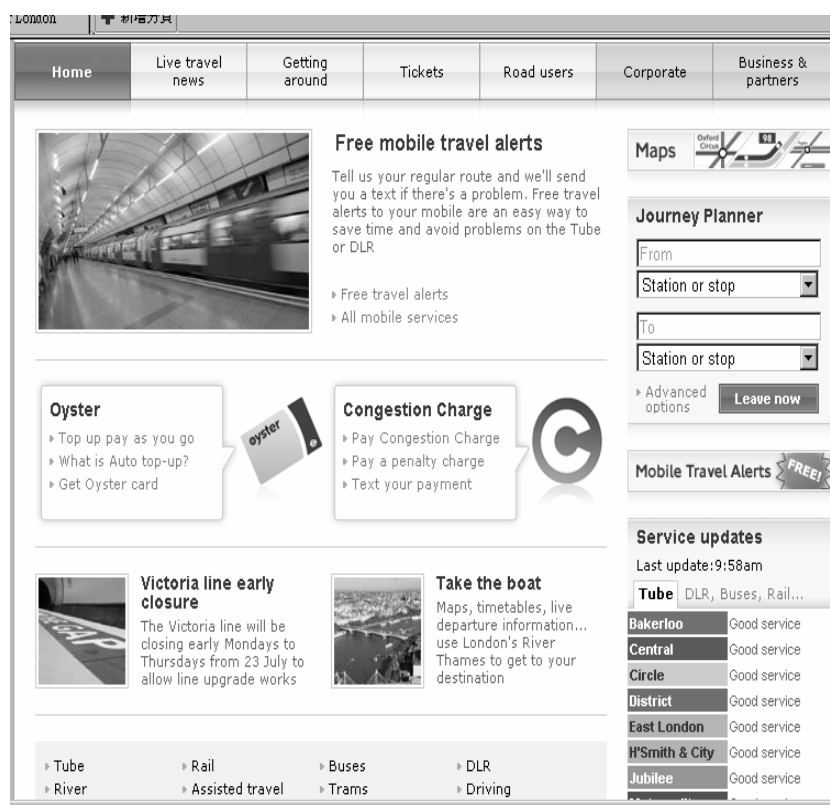 London
新增分頁
Home
Live travel
news
Getting
around
Tickets
Road users
Corporate
Business &
partners
Free mobile travel alerts
Tell us your regular route and we'll send
you a text if there's a problem. Free travel
alerts to your mobile are an easy way to
save time and avoid problems on the Tube
or DLR
Free travel alerts
All mobile services
Maps
Oxford
Circus
98
Journey Planner
From
Station or stop
To
Station or stop
Advanced
options
Leave now
Oyster
Top up pay as you go
What is Auto top-up?
Get Oyster card
oyster
Congestion Charge
Pay Congestion Charge
Pay a penalty charge
Text your payment
C
Mobile Travel Alerts
FREE!
Service updates
Last update:9:58am
Tube DLR, Buses, Rail...
Bakerloo Good service
Central Good service
Circle Good service
District Good service
East London Good service
H'Smith & City Good service
Jubilee Good service
THE GAP
Victoria line early
closure
The Victoria line will be
closing early Mondays to
Thursdays from 23 July to
allow line upgrade works
Take the boat
Maps, timetables, live
departure information...
use London's River
Thames to get to your
destination
Tube Rail Buses DLR
River Assisted travel Trams Driving